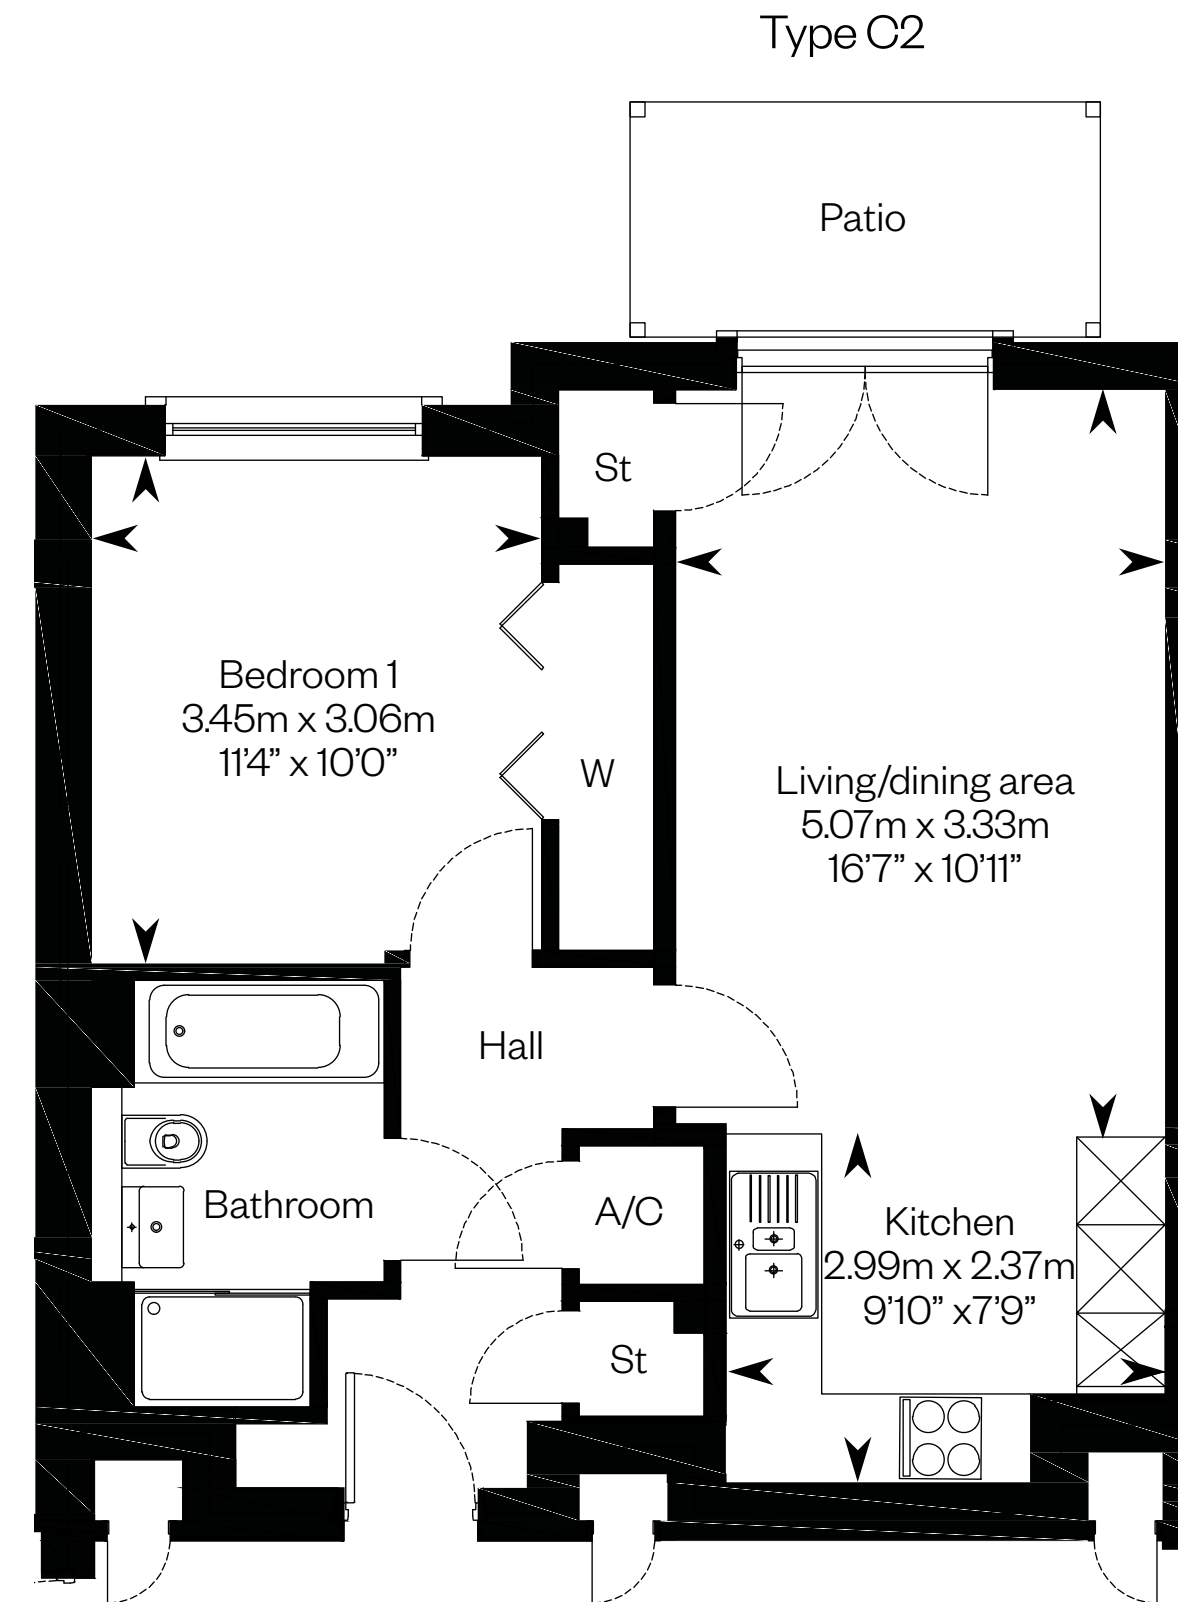 Type C2
Patio
St
Bedroom 1
3.45m x 3.06m
11'4” x 10'0”
W
Living/dining area
5.07m x 3.33m
16'7” x 10'11”
Hall
Bathroom
A/C
Kitchen
2.99m x 2.37m
9'10” x7'9”
St